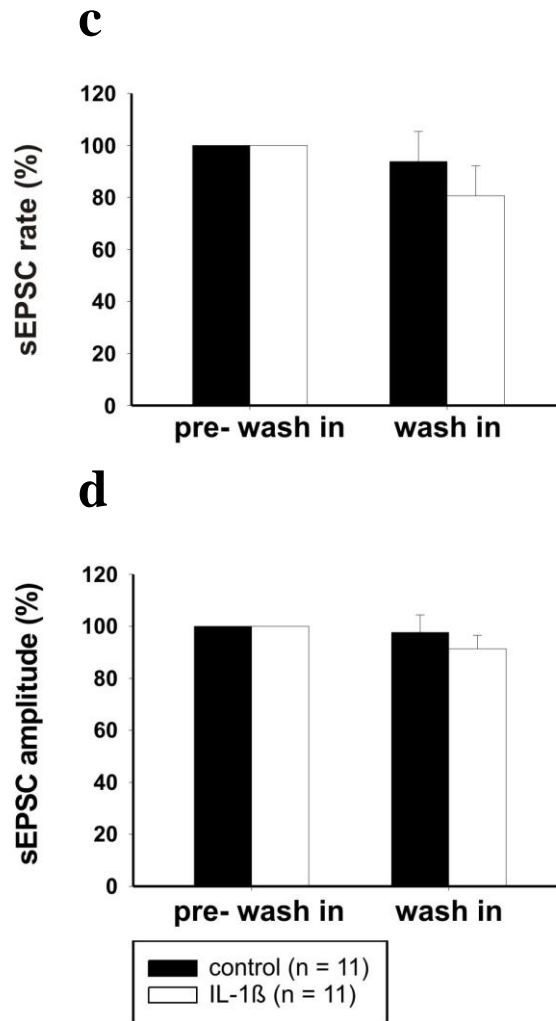 c
sEPSC rate (%)
120
100
80
60
40
20
0
pre- wash in wash in
d
sEPSC amplitude (%)
120
100
80
60
40
20
0
pre- wash in wash in
control (n = 11)
IL-1ß (n = 11)